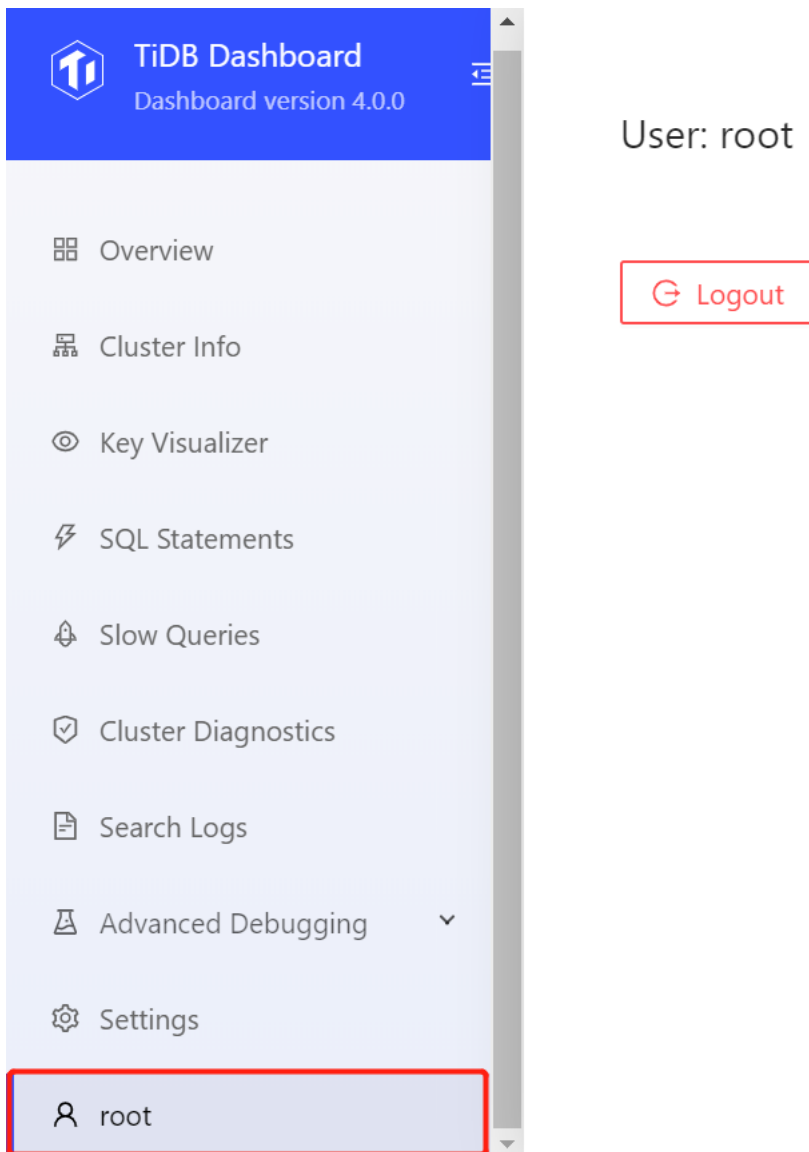 TiDB Dashboard
Dashboard version 4.0.0
Overview
Cluster Info
Key Visualizer
SQL Statements
Slow Queries
Cluster Diagnostics
Search Logs
Advanced Debugging
Settings
root
User: root
Logout